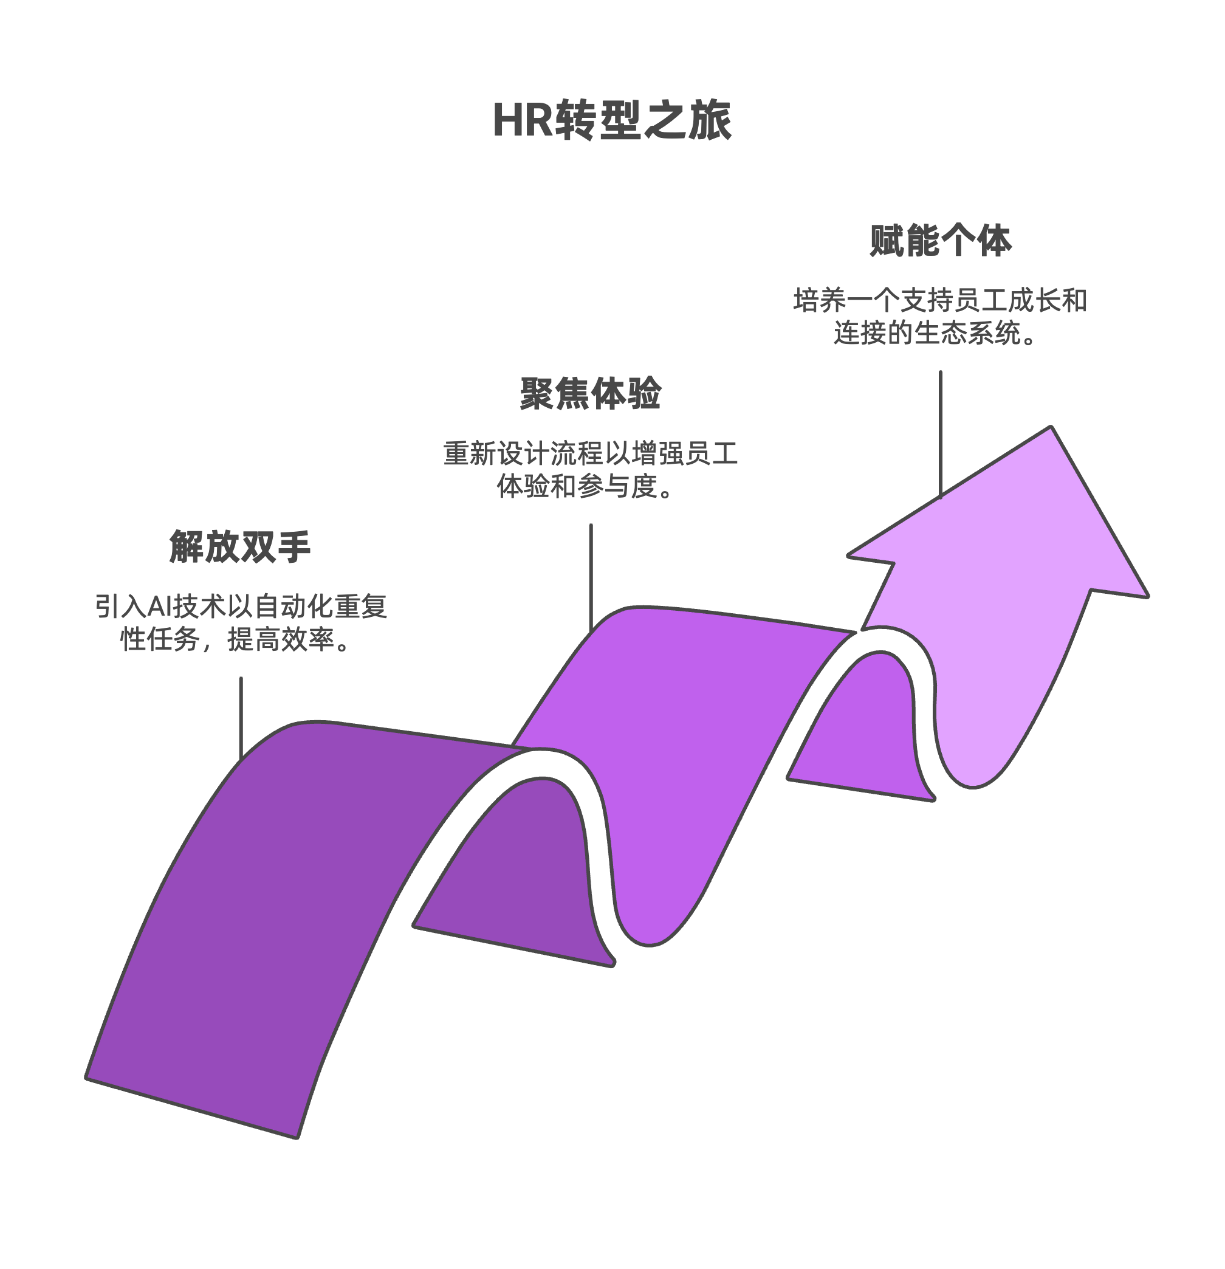 HR转型之旅
赋能个体
培养一个支持员工成长和
连接的生态系统。
聚焦体验
重新设计流程以增强员工
体验和参与度。
解放双手
引入AI技术以自动化重复
性任务，提高效率。